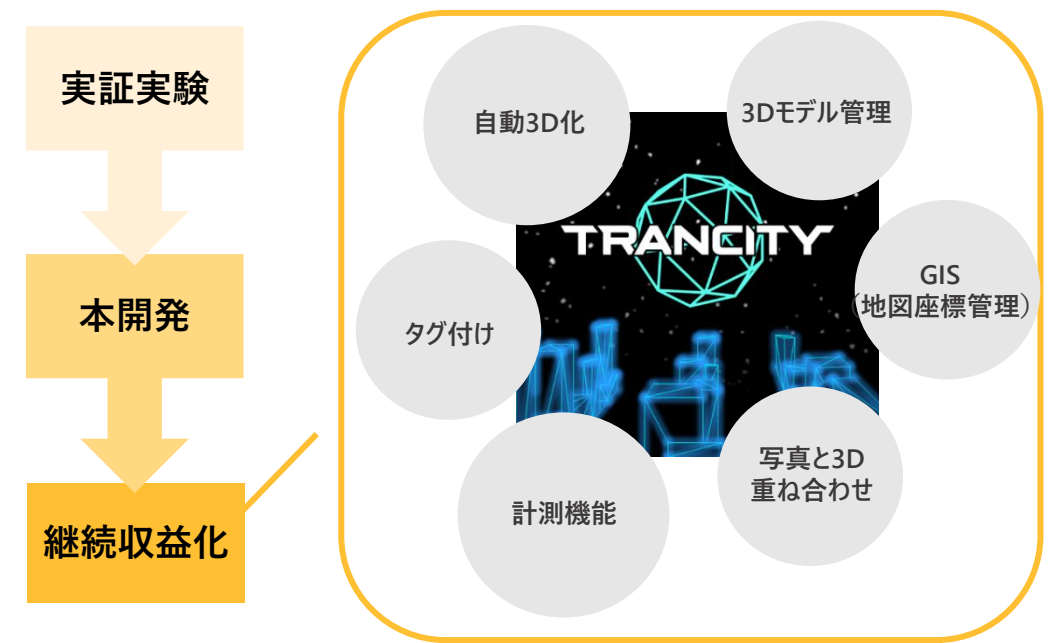 実証実験
本開発
継続収益化
自動3D化
3Dモデル管理
TRANCITY
GIS
(地図座標管理)
タグ付け
写真と3D
重ね合わせ
計測機能